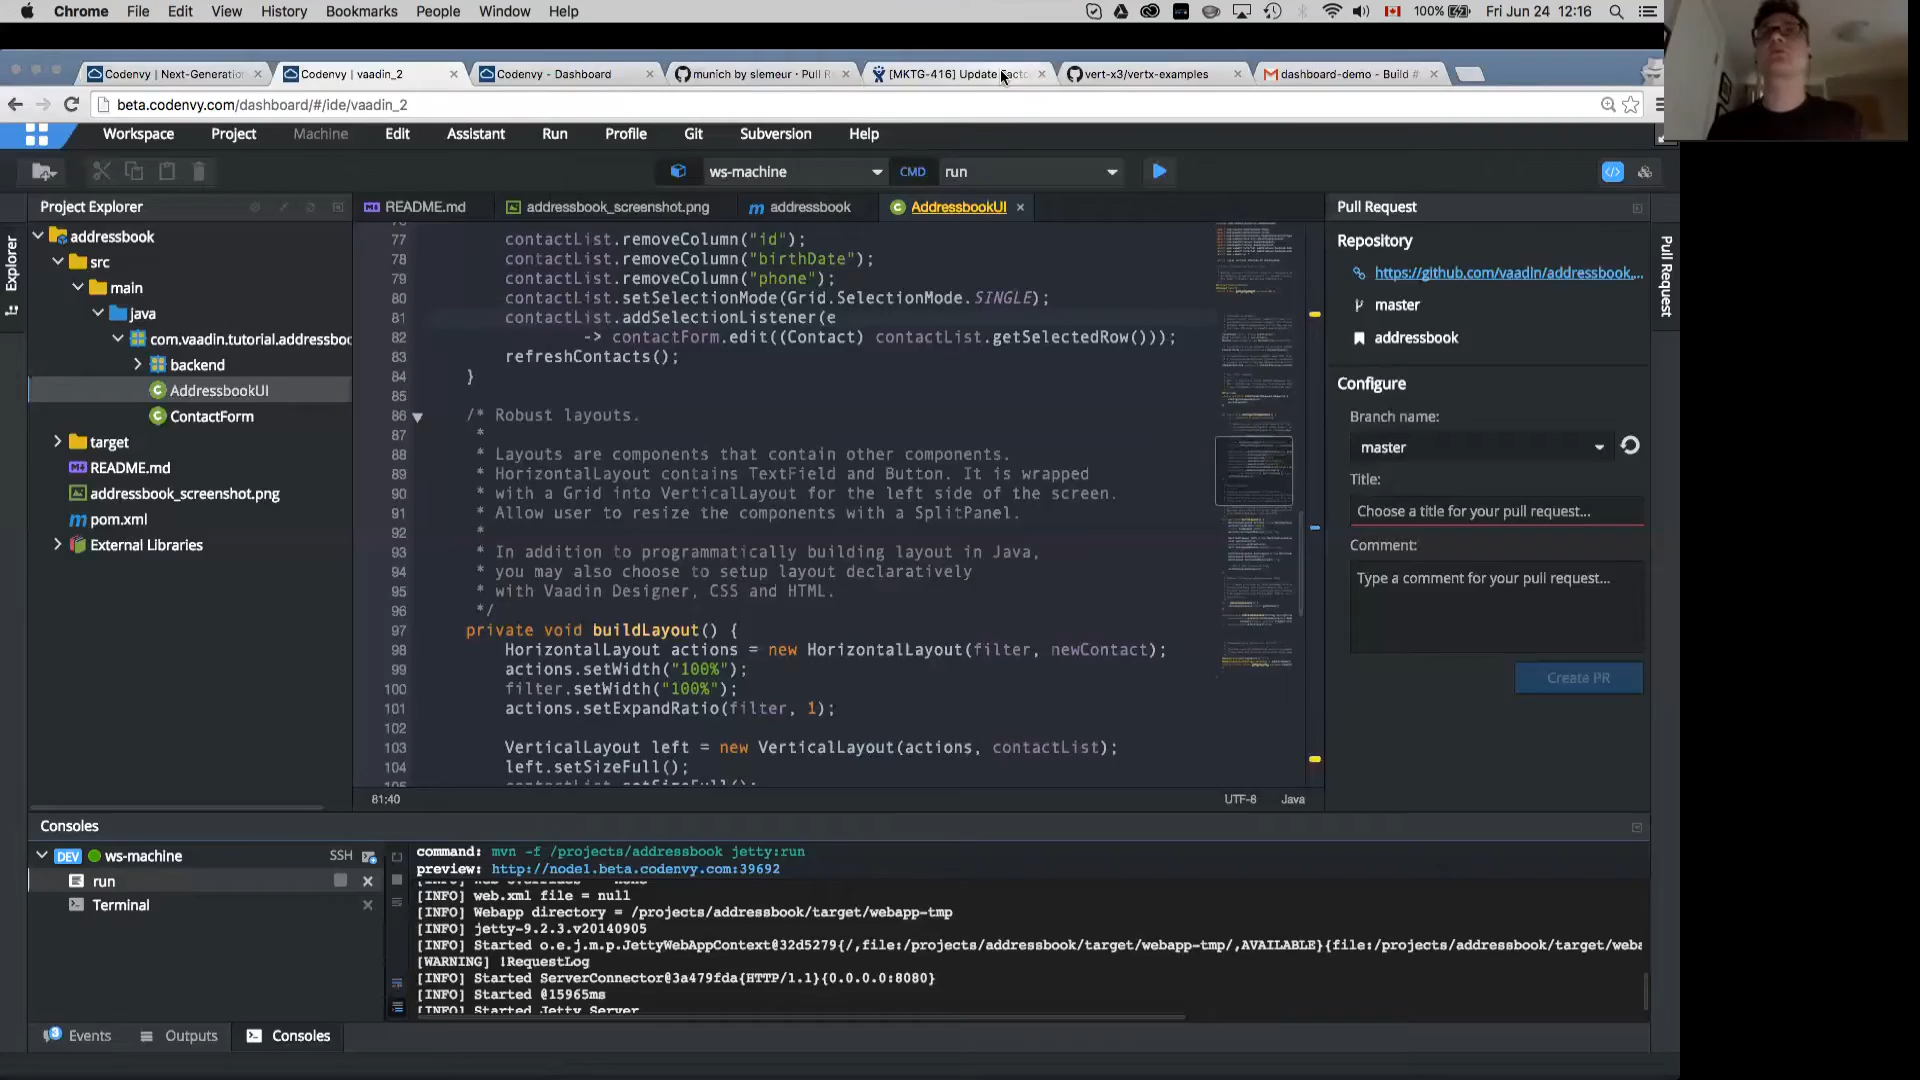 Chrome File Edit View History Bookmarks People Window Help 100% Fri Jun 24 12:16
Codenvy | Next-Generation
Codenvy | vaadin_2
Codenvy - Dashboard
munich by slemeur · Pull R
[MKTG-416] Update Facto
vert-x3/vertx-examples
dashboard-demo - Build #
beta.codenvy.com/dashboard/#/ide/vaadin_2
Workspace Project Machine Edit Assistant Run Profile Git Subversion Help
ws-machine CMD run
Explorer
Project Explorer
addressbook
src
main
java
com.vaadin.tutorial.addressboo
backend
AddressbookUI
ContactForm
target
README.md
addressbook_screenshot.png
pom.xml
External Libraries
README.md addressbook_screenshot.png addressbook AddressbookUI
77 contactList.removeColumn("id");
78 contactList.removeColumn("birthDate");
79 contactList.removeColumn("phone");
80 contactList.setSelectionMode(Grid.SelectionMode.SINGLE);
81 contactList.addSelectionListener(e
82 -> contactForm.edit((Contact) contactList.getSelectedRow()));
83 refreshContacts();
84 }
85
86 /* Robust layouts.
87 *
88 * Layouts are components that contain other components.
89 * HorizontalLayout contains TextField and Button. It is wrapped
90 * with a Grid into VerticalLayout for the left side of the screen.
91 * Allow user to resize the components with a SplitPanel.
92 *
93 * In addition to programmatically building layout in Java,
94 * you may also choose to setup layout declaratively
95 * with Vaadin Designer, CSS and HTML.
96 */
97 private void buildLayout() {
98 HorizontalLayout actions = new HorizontalLayout(filter, newContact);
99 actions.setWidth("100%");
100 filter.setWidth("100%");
101 actions.setExpandRatio(filter, 1);
102
103 VerticalLayout left = new VerticalLayout(actions, contactList);
104 left.setSizeFull();
81:40 UTF-8 Java
Pull Request
Repository
https://github.com/vaadin/addressbook,...
master
addressbook
Configure
Branch name:
master
Title:
Choose a title for your pull request...
Comment:
Type a comment for your pull request...
Create PR
Pull Request
Consoles
DEV ws-machine SSH
run
Terminal
command: mvn -f /projects/addressbook jetty:run
preview: http://node1.beta.codenvy.com:39692
[INFO] web.xml file = null
[INFO] Webapp directory = /projects/addressbook/target/webapp-tmp
[INFO] jetty-9.2.3.v20140905
[INFO] Started o.e.j.m.p.JettyWebAppContext@32d5279{/,file:/projects/addressbook/target/webapp-tmp/,AVAILABLE}{file:/projects/addressbook/target/weba
[WARNING] !RequestLog
[INFO] Started ServerConnector@3a479fda{HTTP/1.1}{0.0.0.0:8080}
[INFO] Started @15965ms
[INFO] Started Jetty Server
3 Events Outputs Consoles